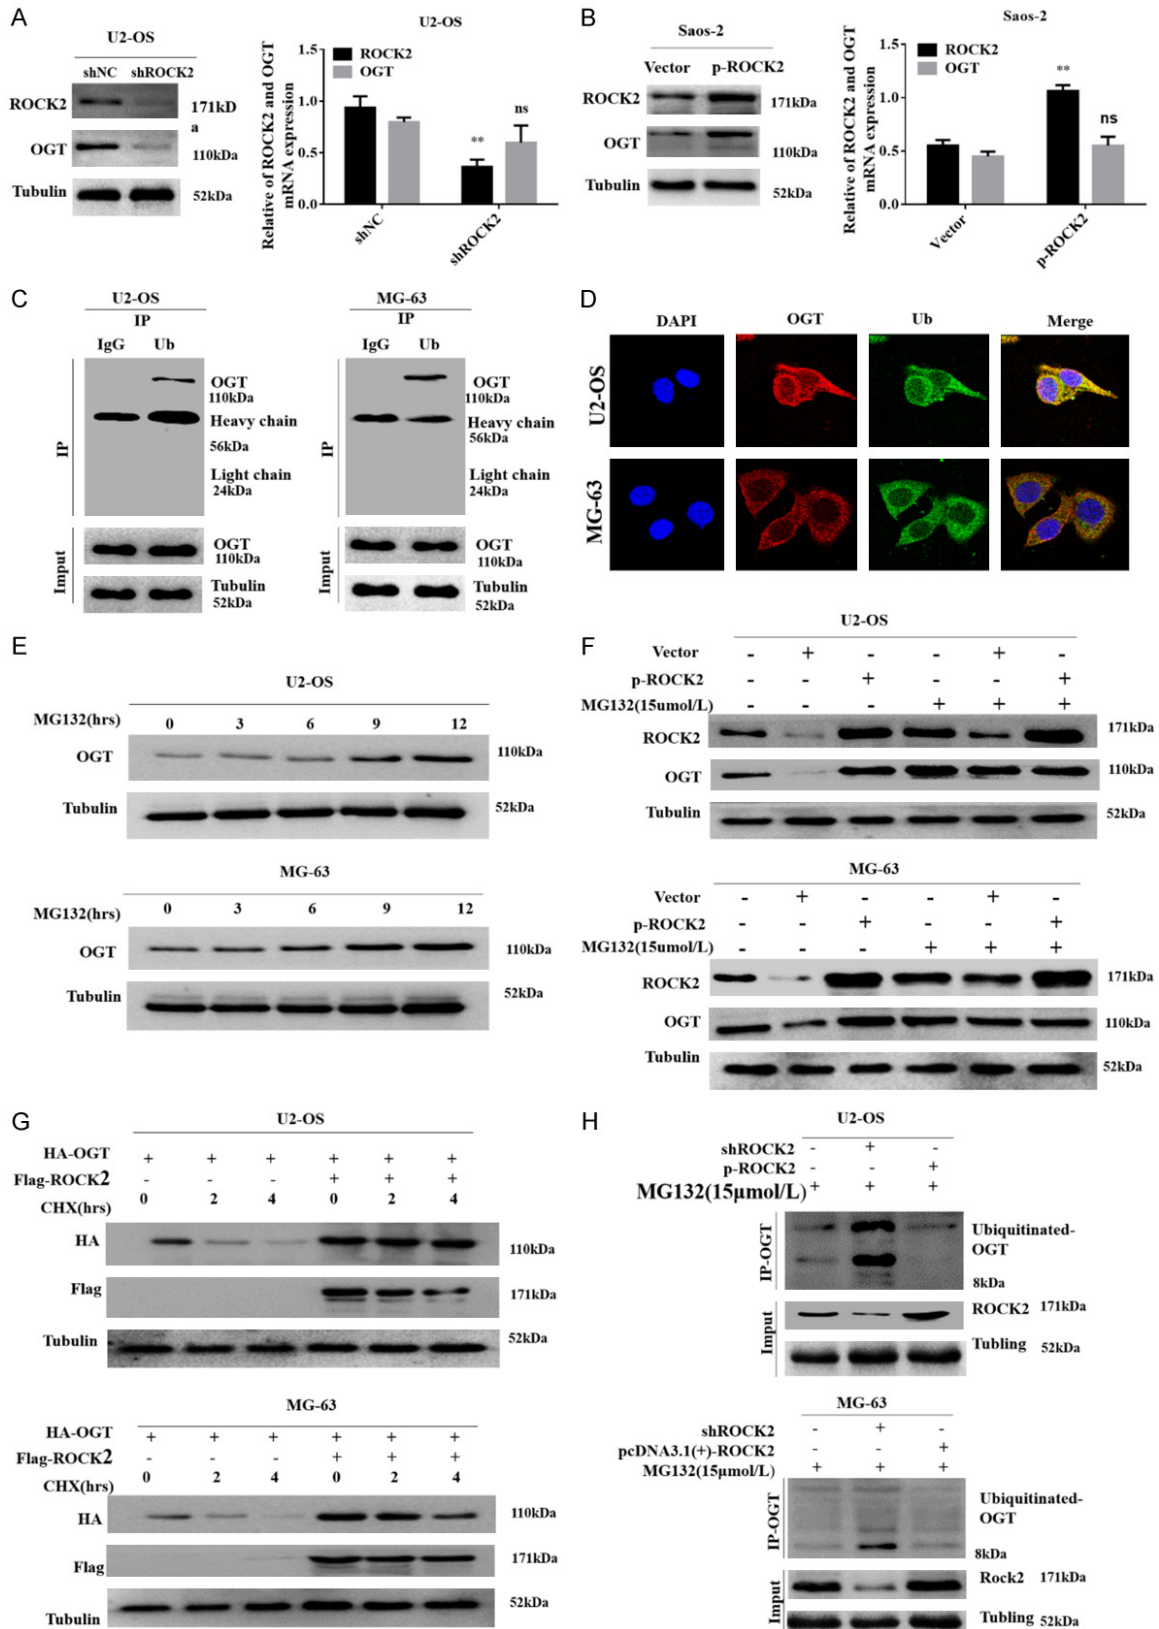 A
U2-OS
shNC shROCK2
ROCK2
171kD
a
OGT
110kDa
Tubulin
52kDa
U2-OS
Relative of ROCK2 and OGT
mRNA expression
1.5
1.0
0.5
0.0
ROCK2
OGT
**
ns
shNC
shROCK2
B
Saos-2
Vector p-ROCK2
ROCK2
171kDa
OGT
110kDa
Tubulin
52kDa
Saos-2
Relative of ROCK2 and OGT
mRNA expression
1.5
1.0
0.5
0.0
ROCK2
OGT
**
ns
Vector
p-ROCK2
C
U2-OS
IP
IgG Ub
IP
OGT
110kDa
Heavy chain
56kDa
Light chain
24kDa
Imput
OGT
110kDa
Tubulin
52kDa
MG-63
IP
IgG Ub
IP
OGT
110kDa
Heavy chain
56kDa
Light chain
24kDa
Imput
OGT
110kDa
Tubulin
52kDa
D
DAPI OGT Ub Merge
U2-OS
MG-63
E
U2-OS
MG132(hrs) 0 3 6 9 12
OGT 110kDa
Tubulin 52kDa
MG-63
MG132(hrs) 0 3 6 9 12
OGT 110kDa
Tubulin 52kDa
F
U2-OS
Vector - + - - + -
p-ROCK2 - - + - - +
MG132(15umol/L) - - - + + +
ROCK2 171kDa
OGT 110kDa
Tubulin 52kDa
MG-63
Vector - + - - + -
p-ROCK2 - - + - - +
MG132(15umol/L) - - - + + +
ROCK2 171kDa
OGT 110kDa
Tubulin 52kDa
G
U2-OS
HA-OGT + + + + + +
Flag-ROCK2 - - - + + +
CHX(hrs) 0 2 4 0 2 4
HA 110kDa
Flag 171kDa
Tubulin 52kDa
MG-63
HA-OGT + + + + + +
Flag-ROCK2 - - - + + +
CHX(hrs) 0 2 4 0 2 4
HA 110kDa
Flag 171kDa
Tubulin 52kDa
H
U2-OS
shROCK2 - + -
p-ROCK2 - - +
MG132(15μmol/L) + + +
IP-OGT
Ubiquitinated-
OGT
8kDa
Imput
ROCK2 171kDa
Tubling 52kDa
MG-63
shROCK2 - + -
pcDNA3.1(+)-ROCK2 - - +
MG132(15μmol/L) + + +
IP-OGT
Ubiquitinated-
OGT
8kDa
Imput
Rock2 171kDa
Tubling 52kDa